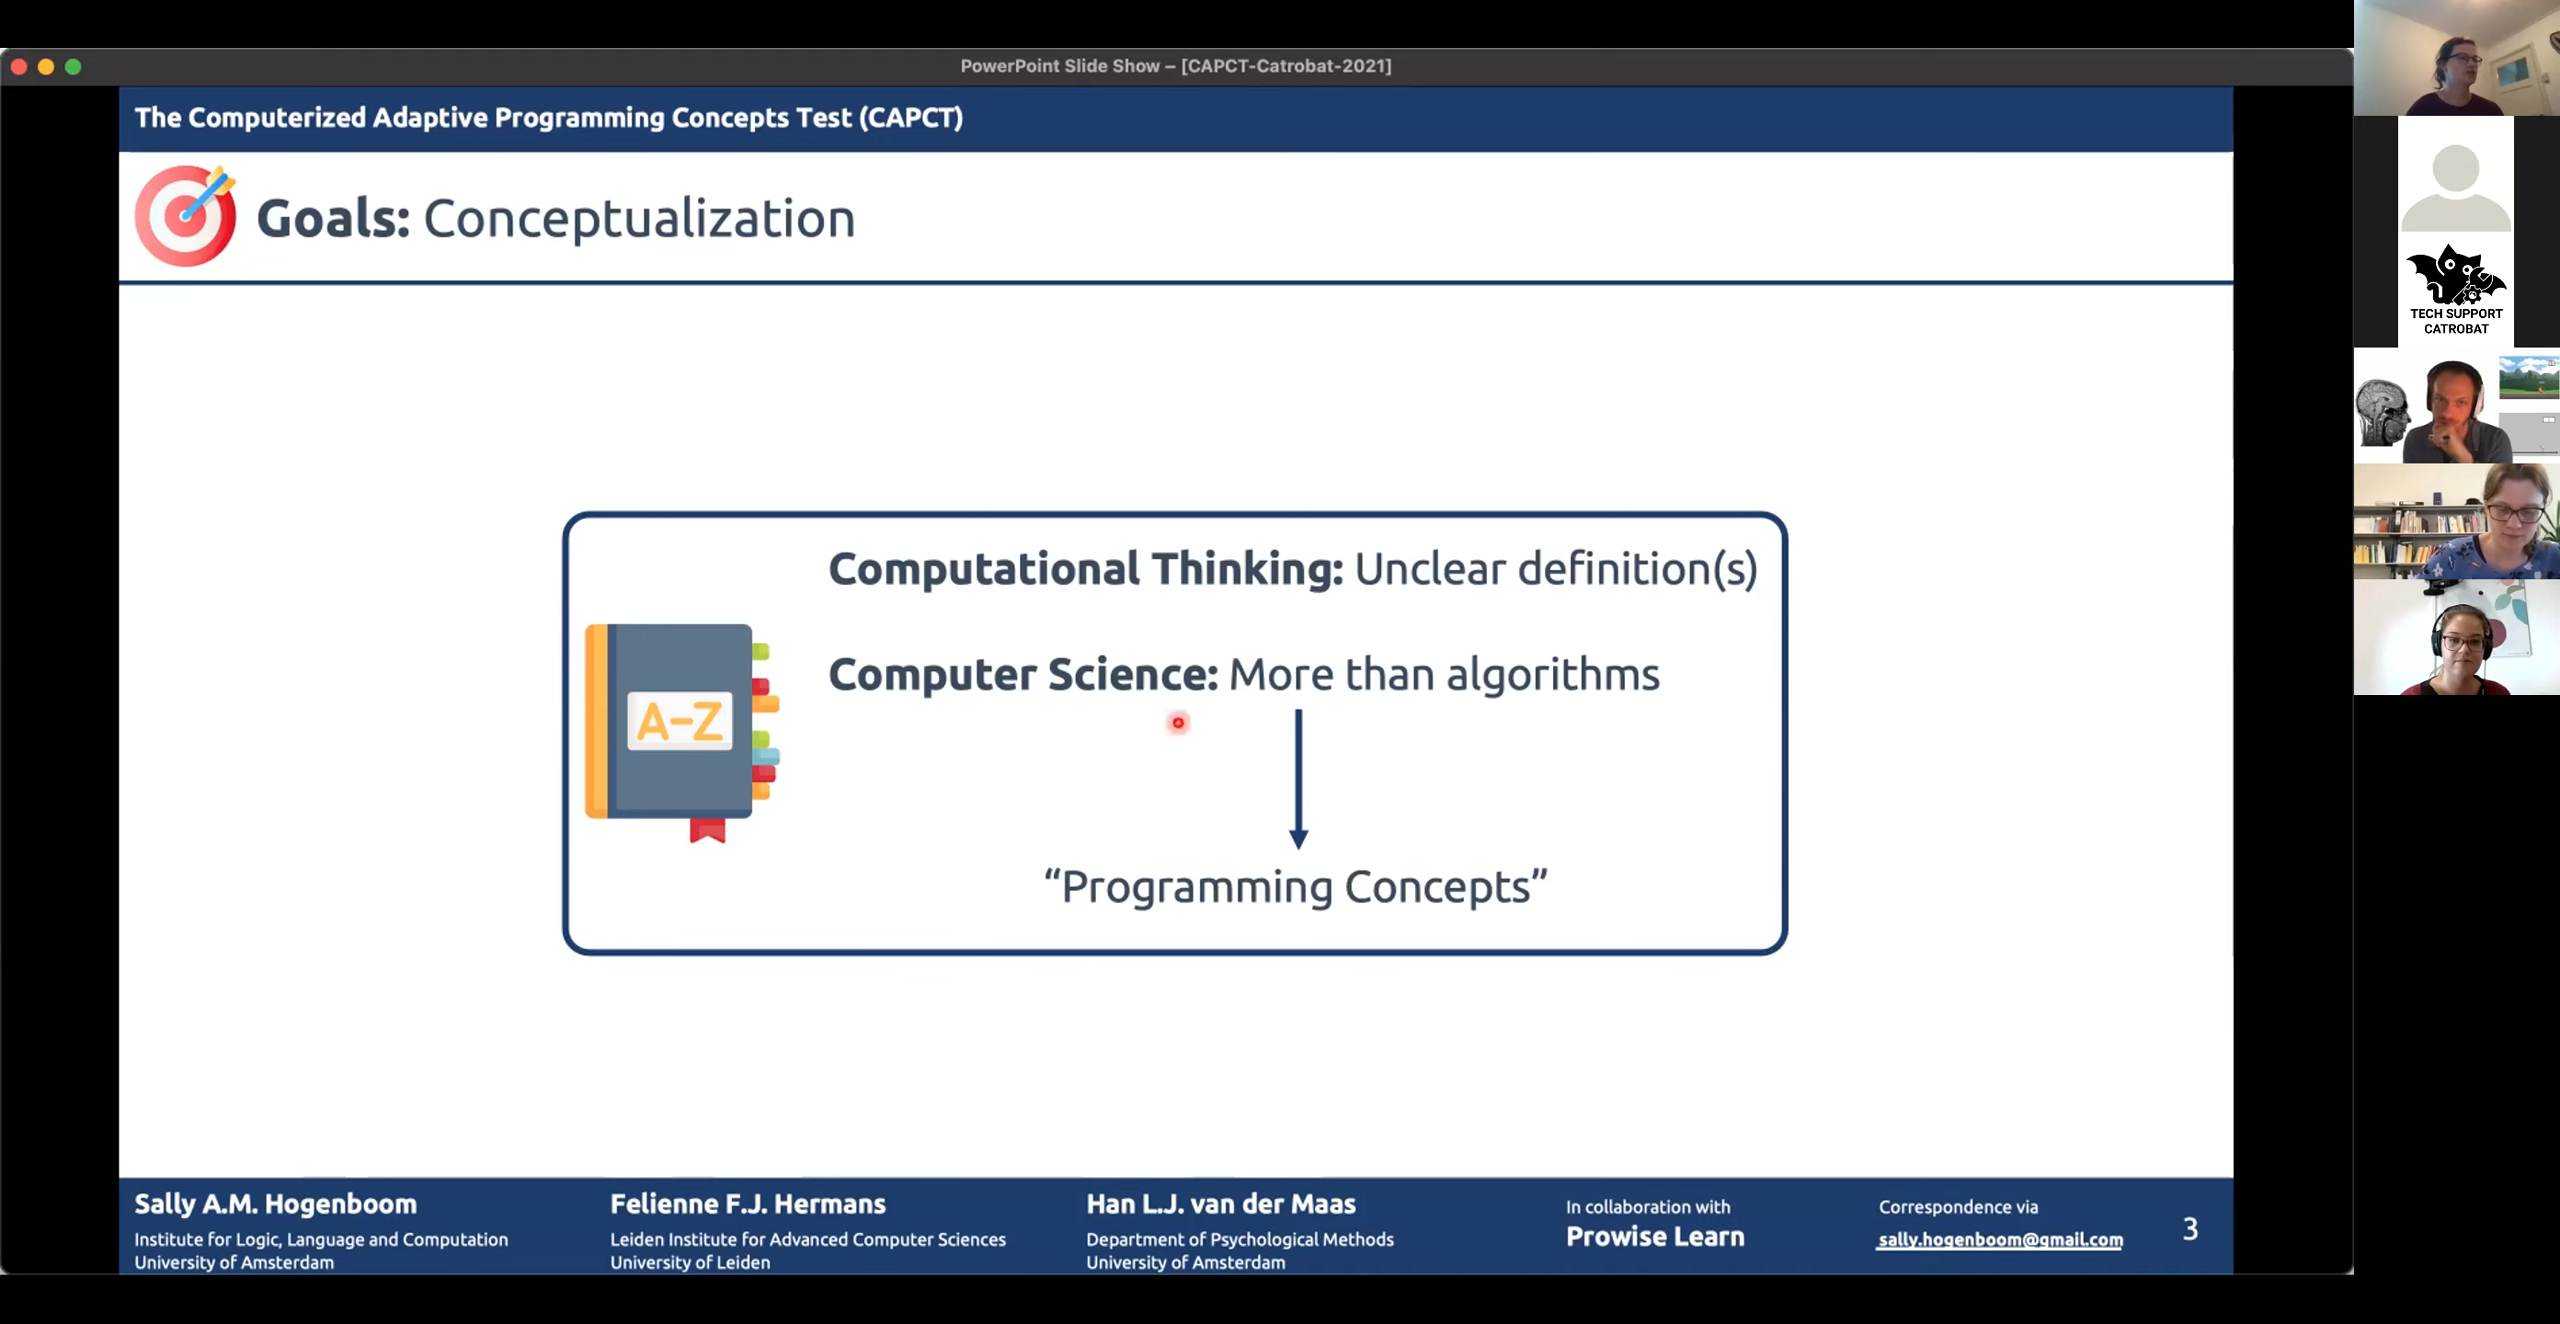 PowerPoint Slide Show – [CAPCT-Catrobat-2021]
The Computerized Adaptive Programming Concepts Test (CAPCT)
Goals: Conceptualization
Computational Thinking: Unclear definition(s)
Computer Science: More than algorithms
A–Z
“Programming Concepts”
Sally A.M. Hogenboom
Institute for Logic, Language and Computation
University of Amsterdam
Felienne F.J. Hermans
Leiden Institute for Advanced Computer Sciences
University of Leiden
Han L.J. van der Maas
Department of Psychological Methods
University of Amsterdam
In collaboration with
Prowise Learn
Correspondence via
sally.hogenboom@gmail.com
3
TECH SUPPORT
CATROBAT